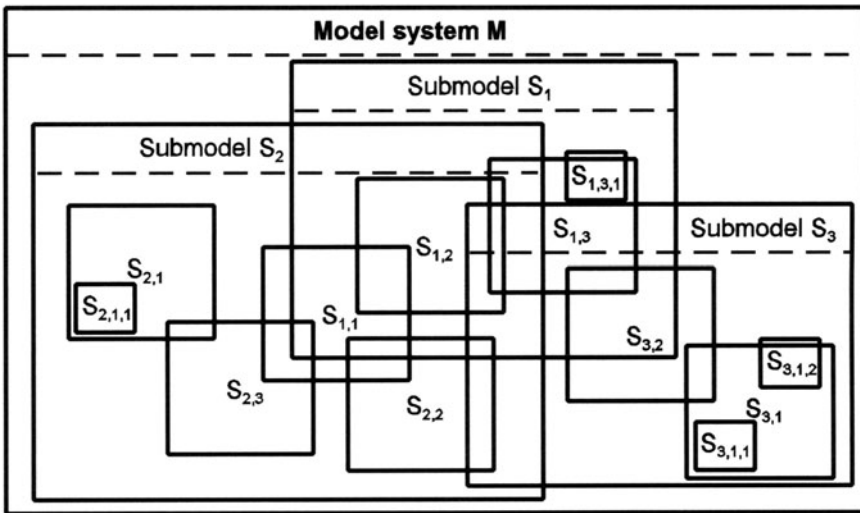 Model system M
Submodel S₁
Submodel S₂
S₁,₃,₁
Submodel S₃
S₁,₃
S₁,₂
S₂,₁
S₂,₁,₁
S₁,₁
S₃,₂
S₃,₁,₂
S₂,₃
S₂,₂
S₃,₁
S₃,₁,₁